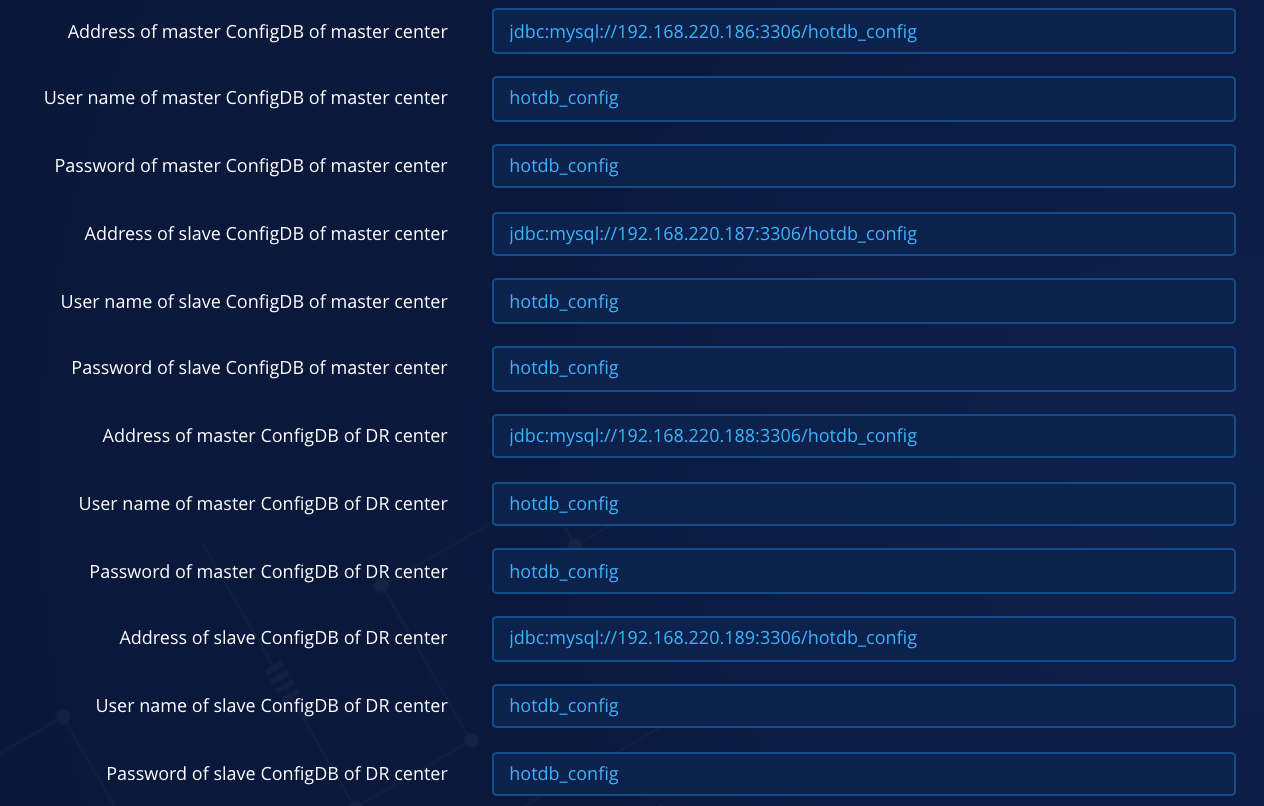 Address of master ConfigDB of master center jdbc:mysql://192.168.220.186:3306/hotdb_config
User name of master ConfigDB of master center hotdb_config
Password of master ConfigDB of master center hotdb_config
Address of slave ConfigDB of master center jdbc:mysql://192.168.220.187:3306/hotdb_config
User name of slave ConfigDB of master center hotdb_config
Password of slave ConfigDB of master center hotdb_config
Address of master ConfigDB of DR center jdbc:mysql://192.168.220.188:3306/hotdb_config
User name of master ConfigDB of DR center hotdb_config
Password of master ConfigDB of DR center hotdb_config
Address of slave ConfigDB of DR center jdbc:mysql://192.168.220.189:3306/hotdb_config
User name of slave ConfigDB of DR center hotdb_config
Password of slave ConfigDB of DR center hotdb_config